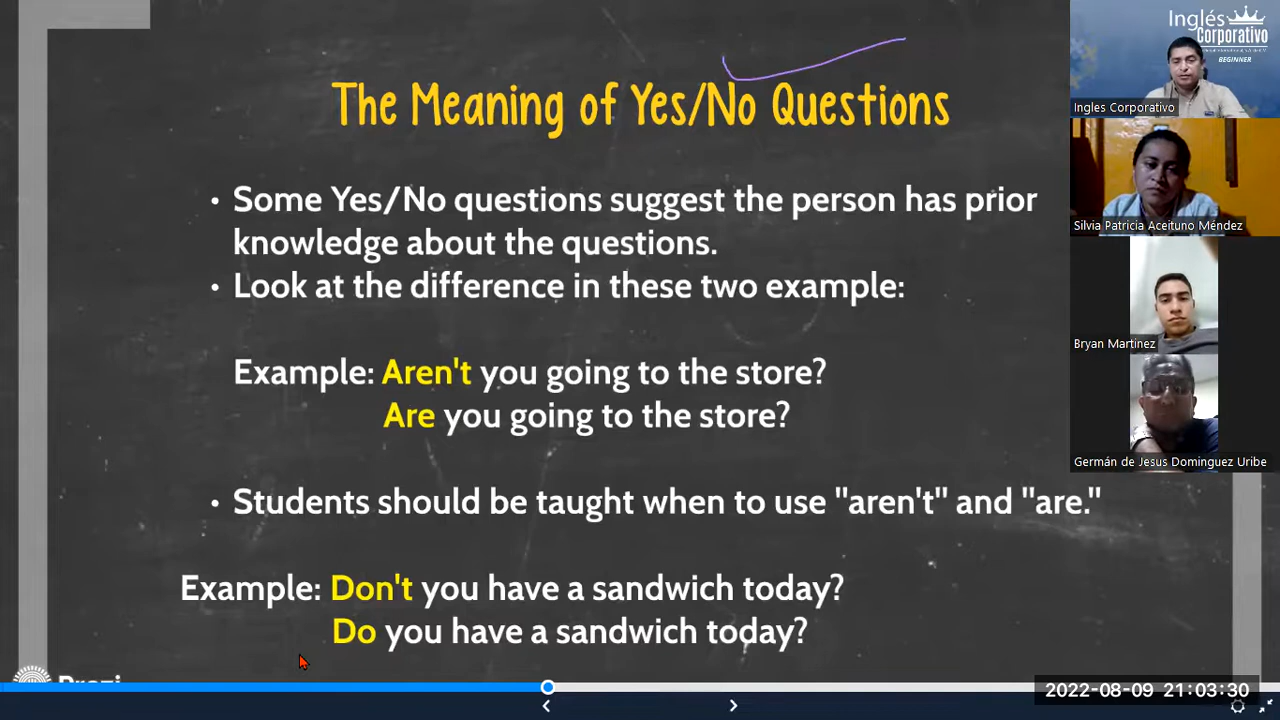 The Meaning of Yes/No Questions
• Some Yes/No questions suggest the person has prior
knowledge about the questions.
• Look at the difference in these two example:
Example: Aren't you going to the store?
Are you going to the store?
• Students should be taught when to use "aren't" and "are."
Example: Don't you have a sandwich today?
Do you have a sandwich today?
Prezi
Inglés
Corporativo
BEGINNER
Ingles Corporativo
Silvia Patricia Aceituno Méndez
Bryan Martinez
Germán de Jesus Dominguez Uribe
2022-08-09 21:03:30